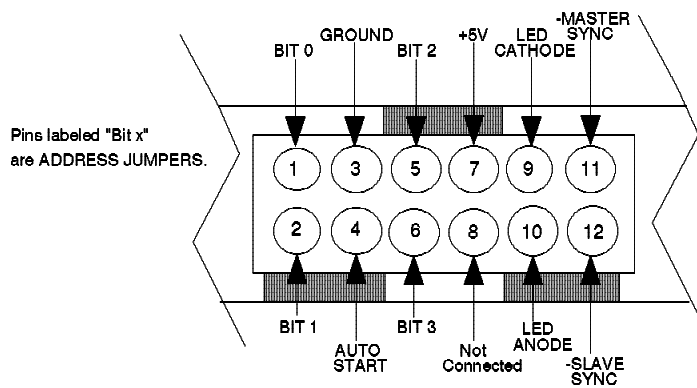 -MASTER
SYNC
GROUND
+5V
LED
CATHODE
BIT 0
BIT 2
Pins labeled "Bit x"
are ADDRESS JUMPERS.
1
3
5
7
9
11
2
4
6
8
10
12
BIT 1
BIT 3
LED
ANODE
AUTO
START
Not
Connected
-SLAVE
SYNC